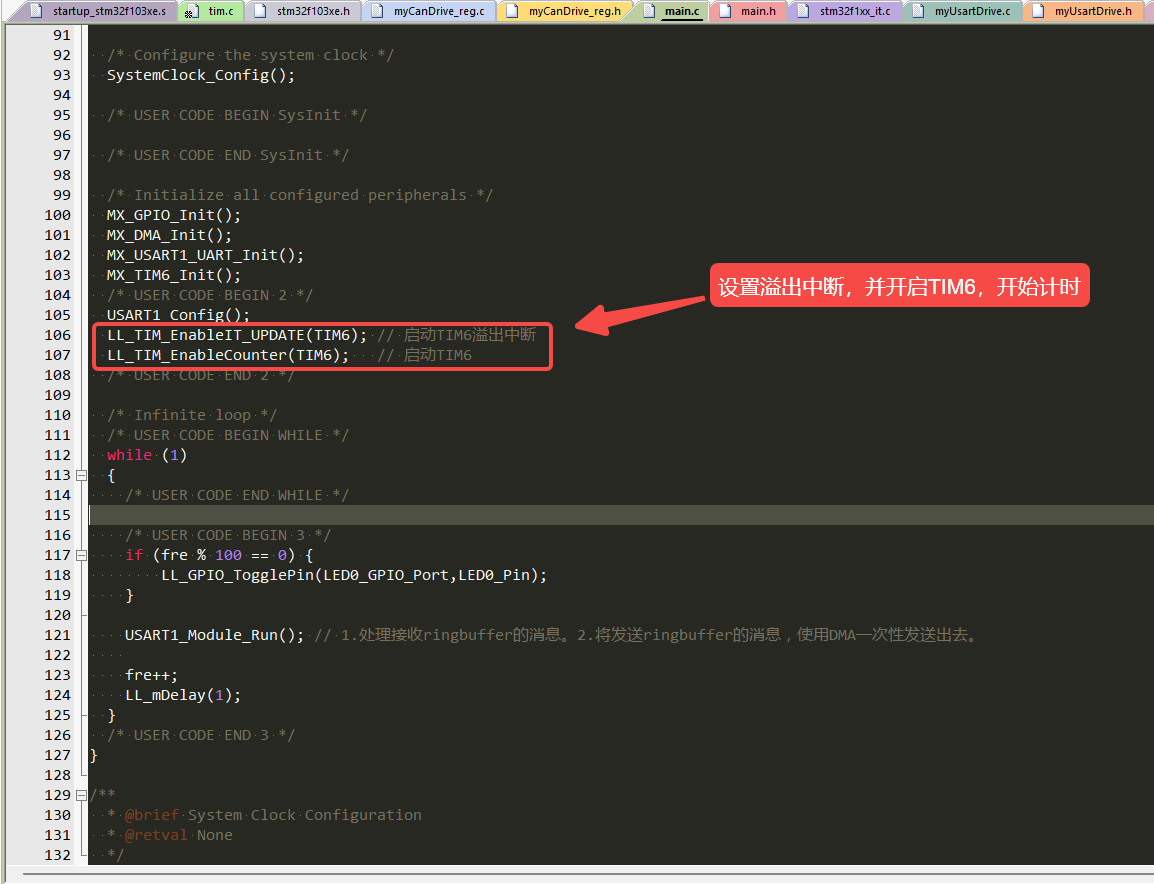 startup_stm32f103xe.s tim.c stm32f103xe.h myCanDrive_reg.c myCanDrive_reg.h main.c main.h stm32f1xx_it.c myUsartDrive.c myUsartDrive.h
91
92 /* Configure the system clock */
93 SystemClock_Config();
94
95 /* USER CODE BEGIN SysInit */
96
97 /* USER CODE END SysInit */
98
99 /* Initialize all configured peripherals */
100 MX_GPIO_Init();
101 MX_DMA_Init();
102 MX_USART1_UART_Init();
103 MX_TIM6_Init();
104 /* USER CODE BEGIN 2 */
105 USART1_Config();
106 LL_TIM_EnableIT_UPDATE(TIM6); // 启动TIM6溢出中断
107 LL_TIM_EnableCounter(TIM6); // 启动TIM6
108 /* USER CODE END 2 */
设置溢出中断，并开启TIM6，开始计时
109
110 /* Infinite loop */
111 /* USER CODE BEGIN WHILE */
112 while (1)
113 {
114 /* USER CODE END WHILE */
115
116 /* USER CODE BEGIN 3 */
117 if (fre % 100 == 0) {
118 LL_GPIO_TogglePin(LED0_GPIO_Port,LED0_Pin);
119 }
120
121 USART1_Module_Run(); // 1.处理接收ringbuffer的消息。2.将发送ringbuffer的消息，使用DMA一次性发送出去。
122
123 fre++;
124 LL_mDelay(1);
125 }
126 /* USER CODE END 3 */
127 }
128
129 /**
130 * @brief System Clock Configuration
131 * @retval None
132 */